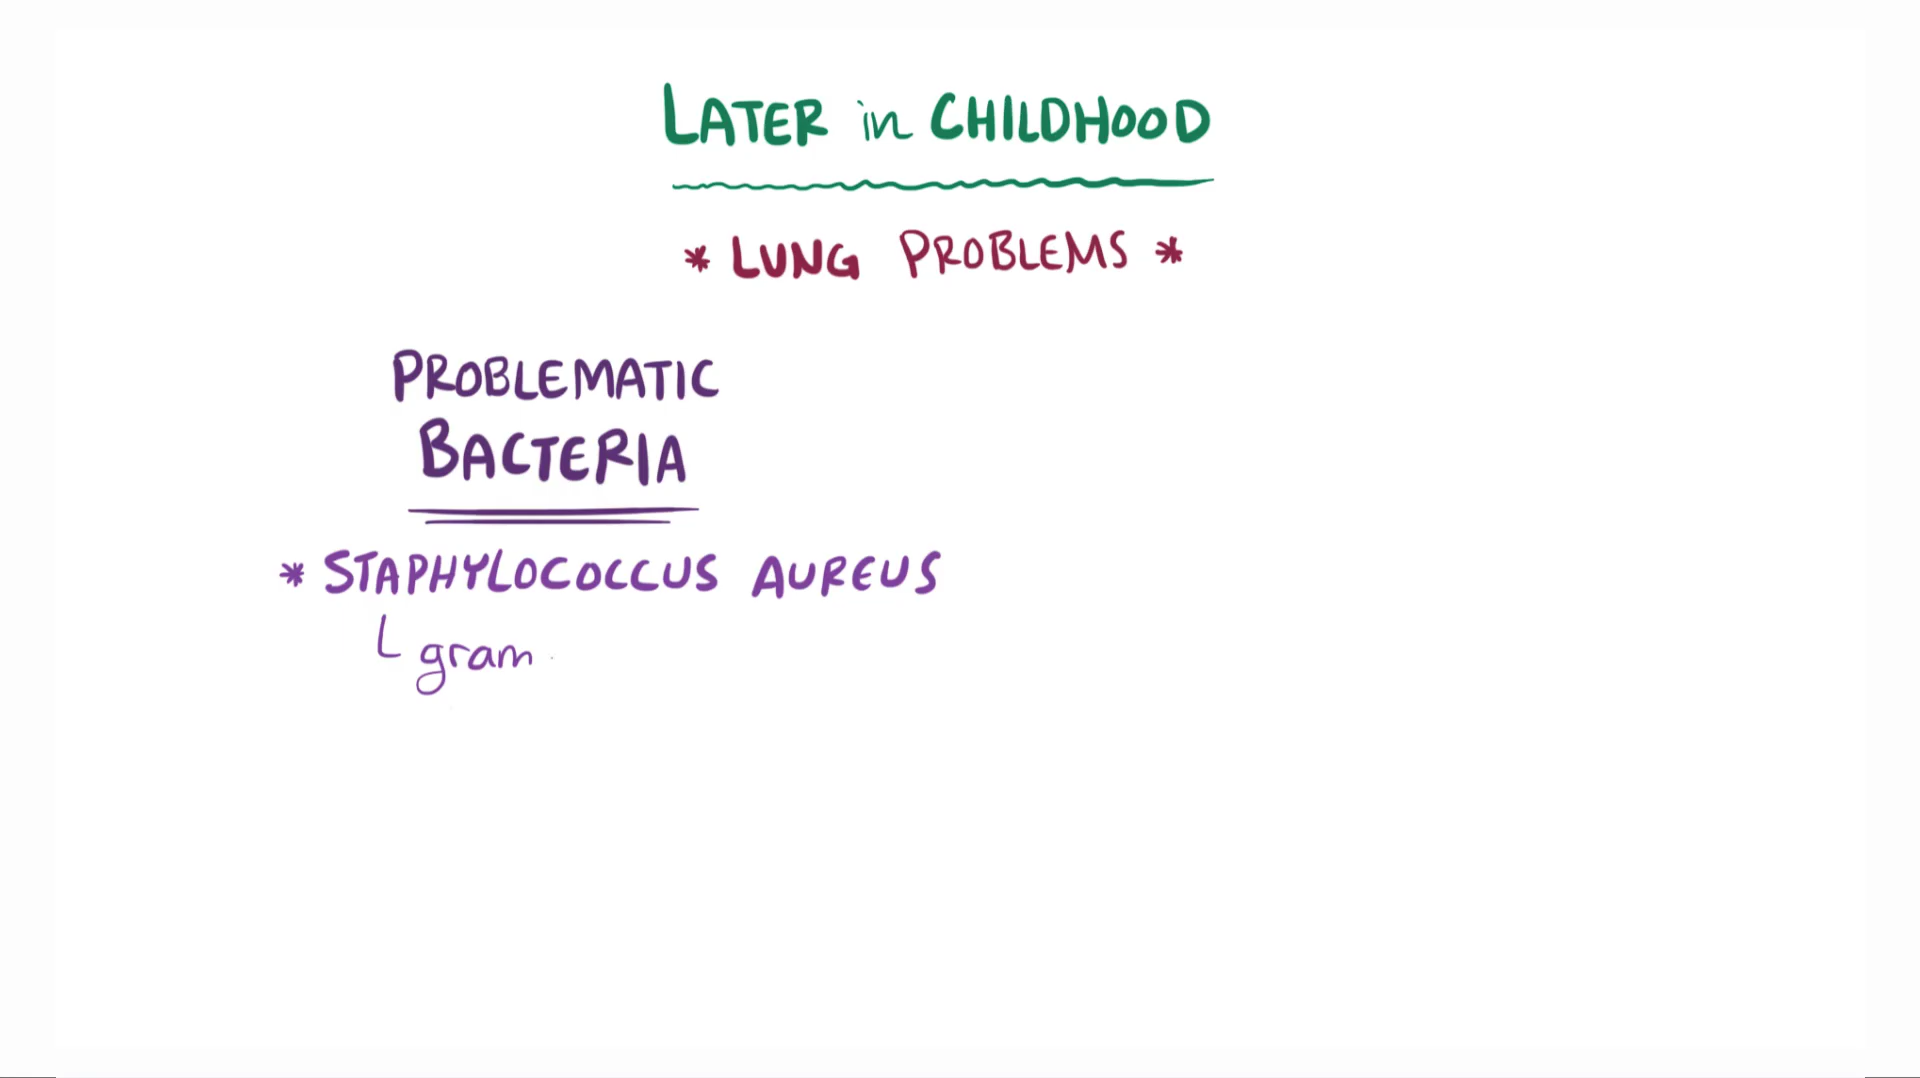 LATER in CHILDHOOD
* LUNG PROBLEMS *
PROBLEMATIC
BACTERIA
* STAPHYLOCOCCUS AUREUS
gram